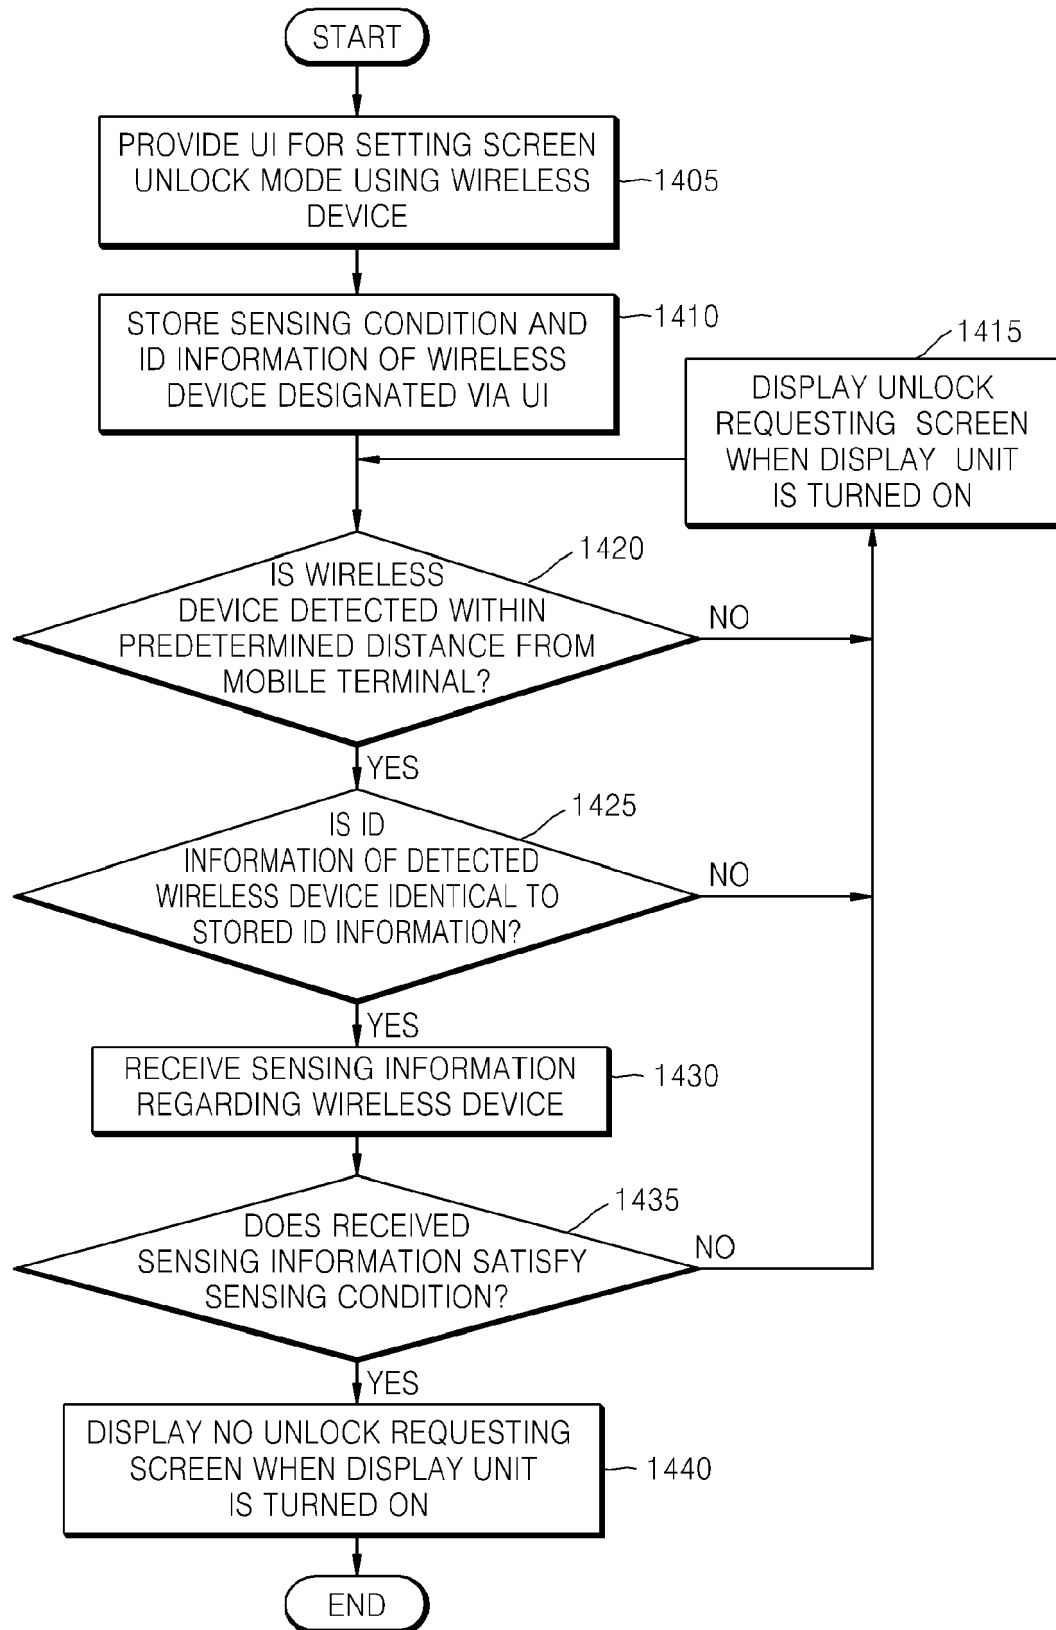 START
PROVIDE UI FOR SETTING SCREEN
UNLOCK MODE USING WIRELESS
DEVICE
1405
STORE SENSING CONDITION AND
ID INFORMATION OF WIRELESS
DEVICE DESIGNATED VIA UI
1410
1415
DISPLAY UNLOCK
REQUESTING SCREEN
WHEN DISPLAY UNIT
IS TURNED ON
1420
IS WIRELESS
DEVICE DETECTED WITHIN
PREDETERMINED DISTANCE FROM
MOBILE TERMINAL?
NO
YES
1425
IS ID
INFORMATION OF DETECTED
WIRELESS DEVICE IDENTICAL TO
STORED ID INFORMATION?
NO
YES
RECEIVE SENSING INFORMATION
REGARDING WIRELESS DEVICE
1430
1435
DOES RECEIVED
SENSING INFORMATION SATISFY
SENSING CONDITION?
NO
YES
DISPLAY NO UNLOCK REQUESTING
SCREEN WHEN DISPLAY UNIT
IS TURNED ON
1440
END